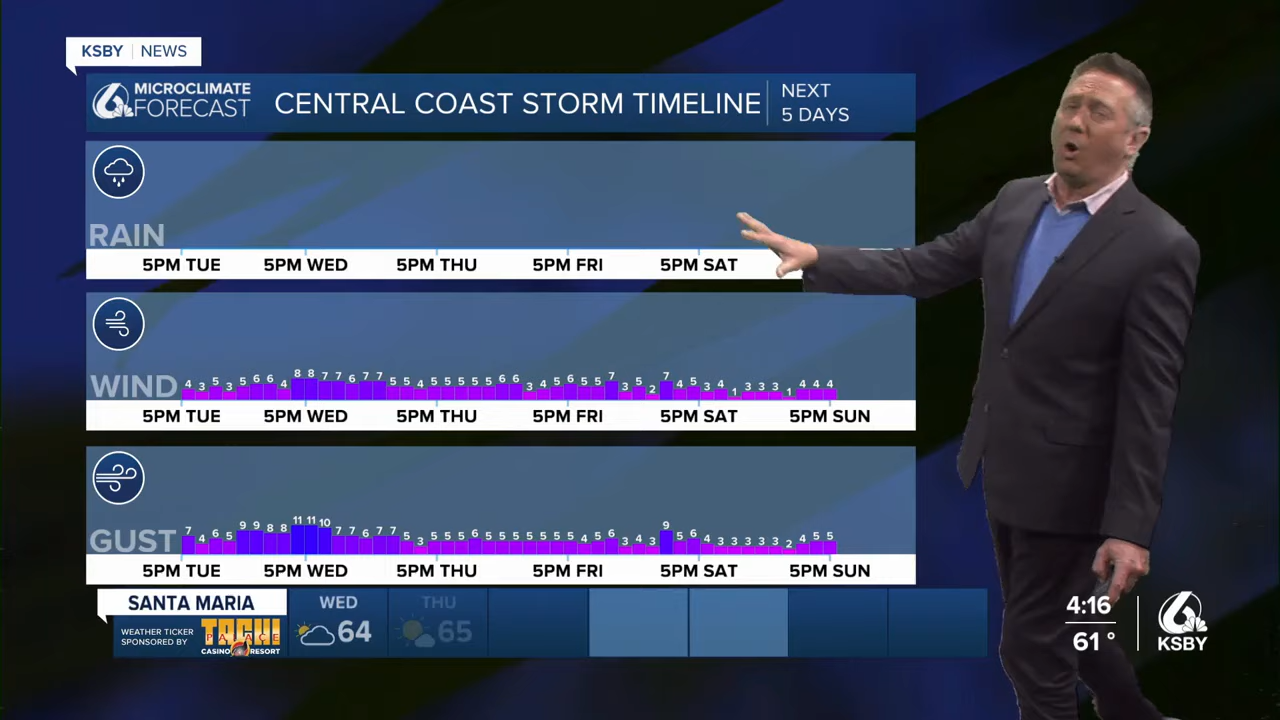 KSBY NEWS
6 MICROCLIMATE FORECAST
CENTRAL COAST STORM TIMELINE
NEXT
5 DAYS
RAIN
5PM TUE 5PM WED 5PM THU 5PM FRI 5PM SAT
WIND
4 3 5 3 5 6 6 4 8 8 7 7 6 7 7 5 5 4 5 5 5 5 5 6 6 3 4 5 6 5 5 7 3 5 2 7 4 5 3 4 1 3 3 3 1 4 4 4
5PM TUE 5PM WED 5PM THU 5PM FRI 5PM SAT 5PM SUN
GUST
7 4 6 5 9 9 8 8 11 11 10 7 7 6 7 7 5 3 5 5 5 6 5 5 5 5 5 5 5 4 5 6 3 4 3 9 5 6 4 3 3 3 3 3 2 4 5 5
5PM TUE 5PM WED 5PM THU 5PM FRI 5PM SAT 5PM SUN
SANTA MARIA
WEATHER TICKER
SPONSORED BY
TACHI
PALACE
CASINO RESORT
WED
64
THU
65
4:16
61 °
6
KSBY